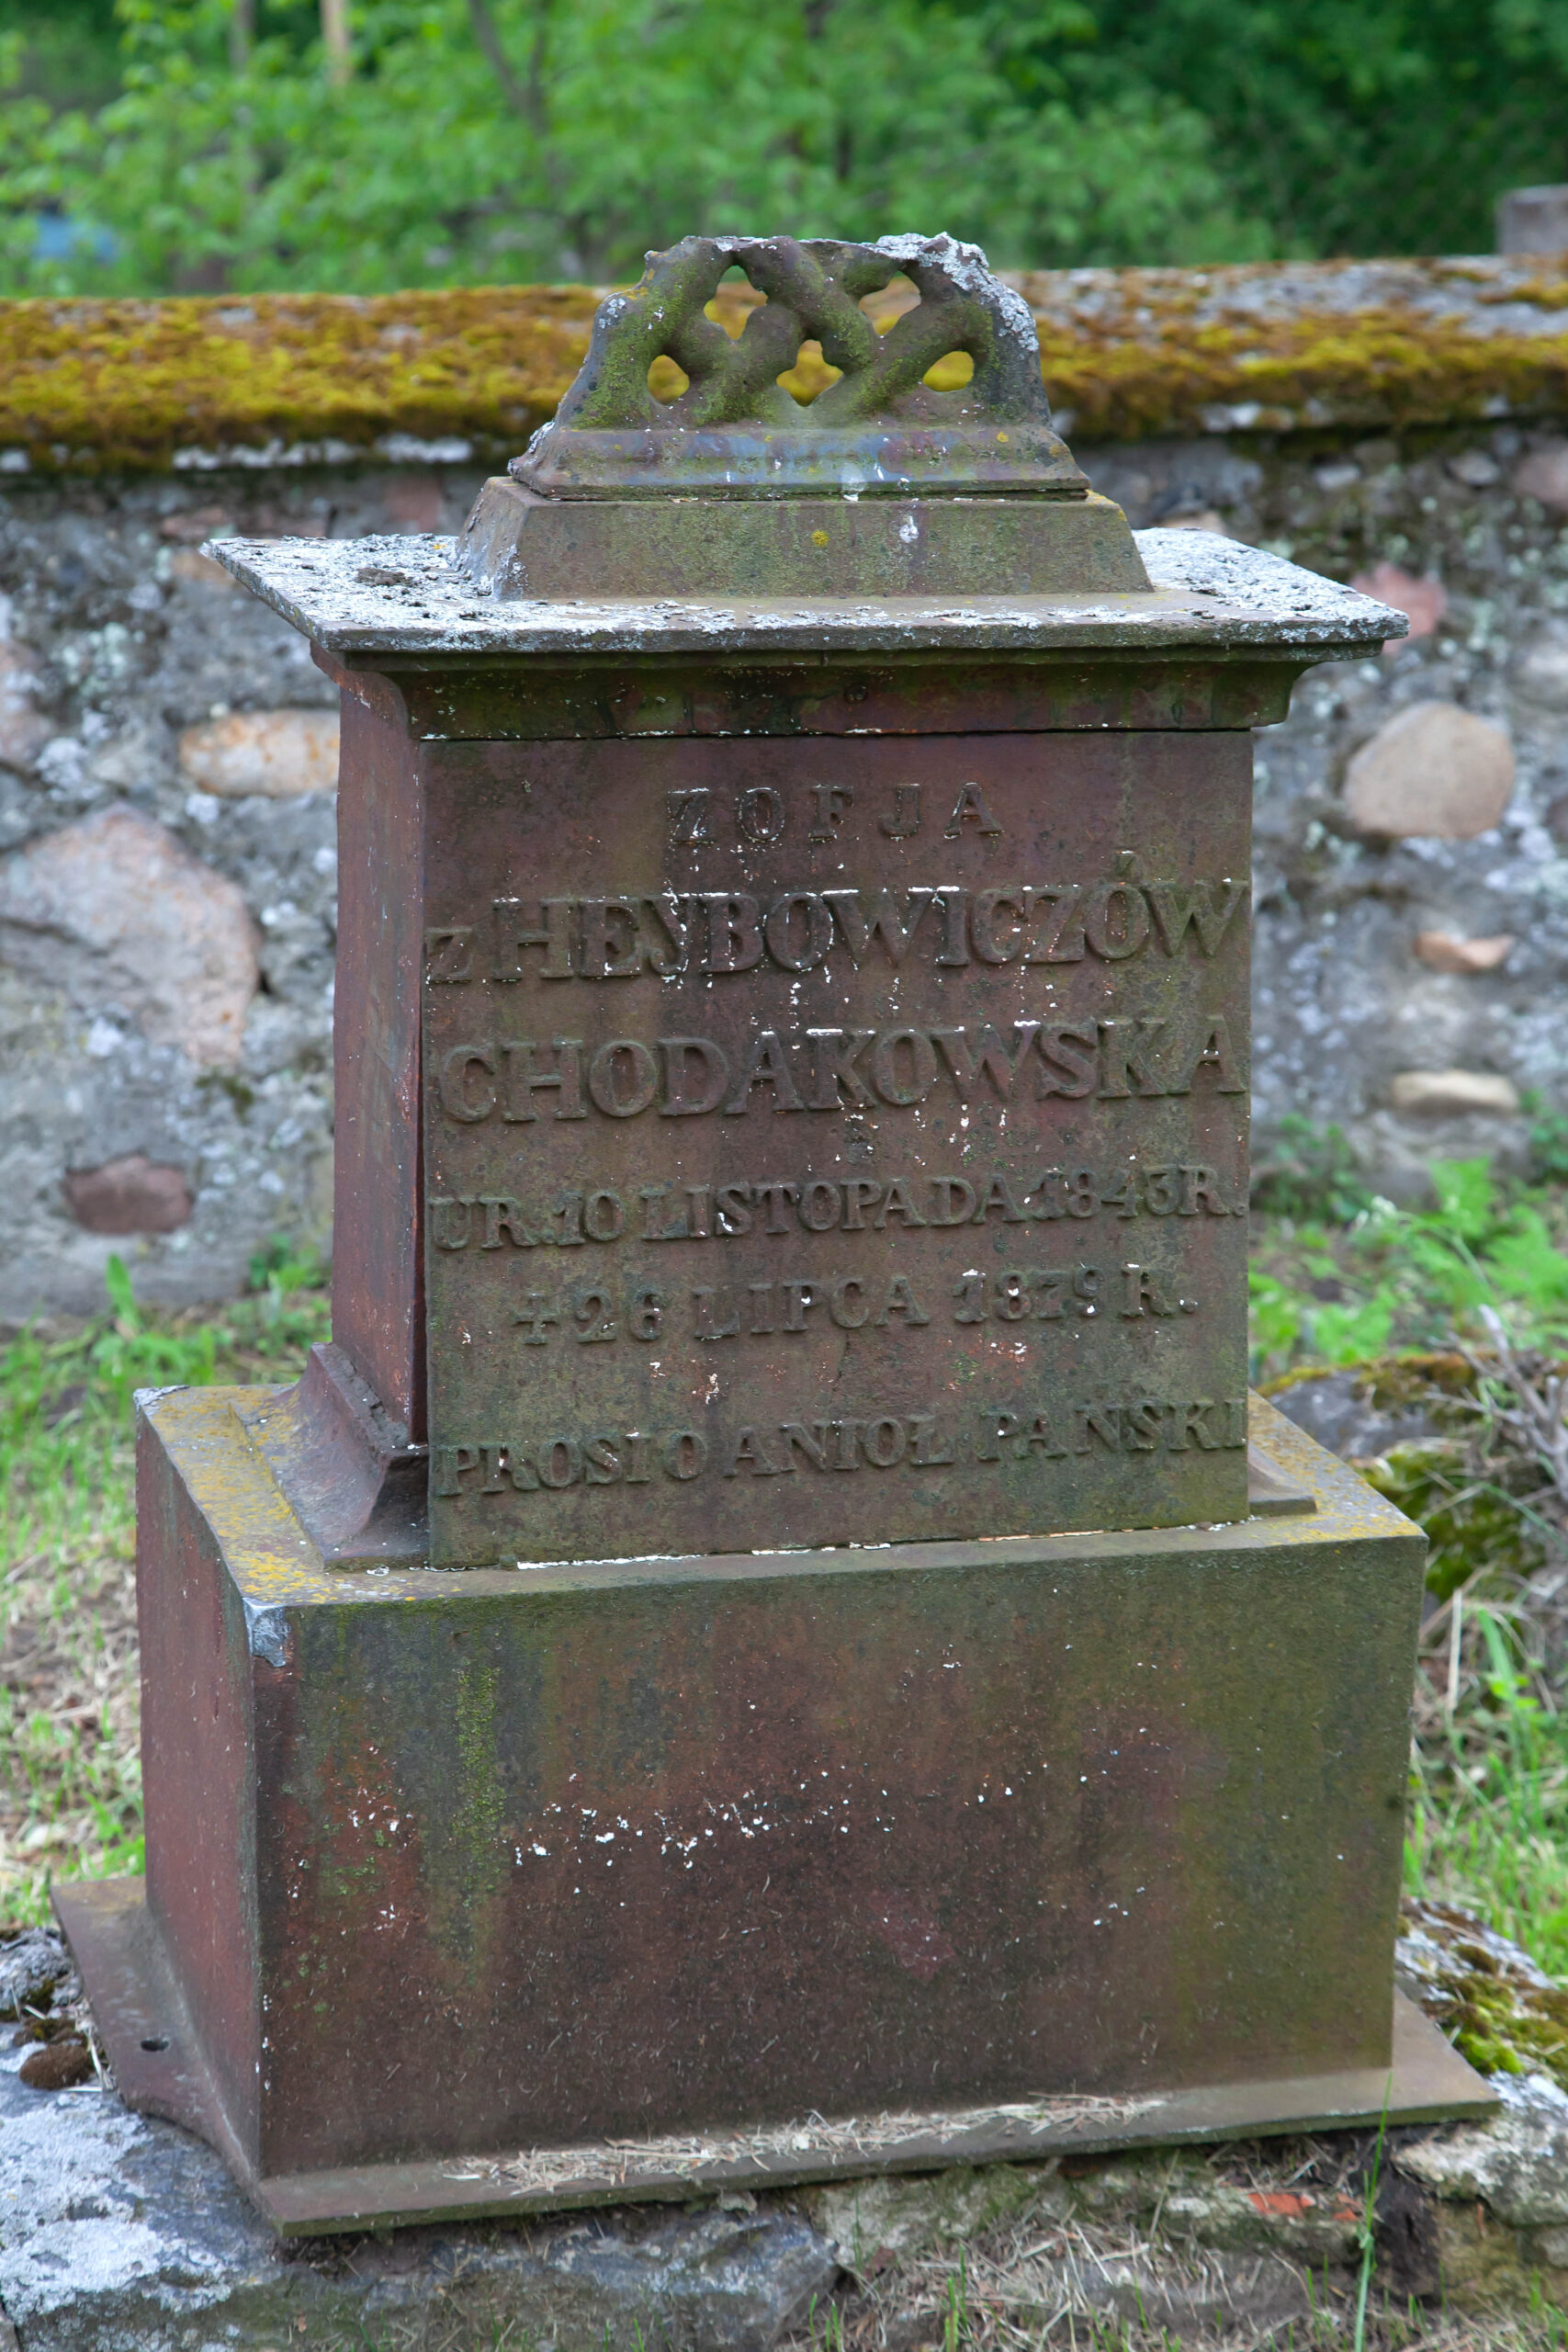 ZOFJA
Z HEYBOWICZÓW
CHODAKOWSKA
UR. 10 LISTOPADA 1843 R.
+ 26 LIPCA 1879 R.
PROSI O ANIOŁ PAŃSKI